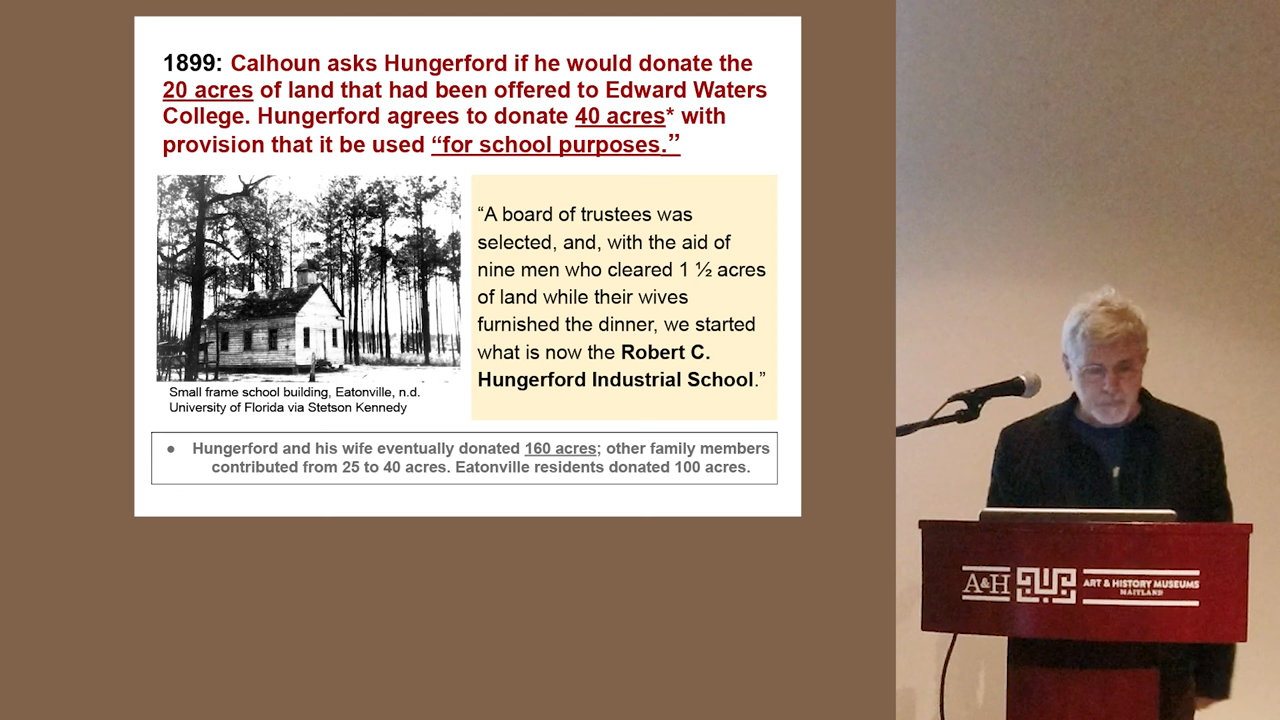 1899: Calhoun asks Hungerford if he would donate the
20 acres of land that had been offered to Edward Waters
College. Hungerford agrees to donate 40 acres* with
provision that it be used “for school purposes.”
Small frame school building, Eatonville, n.d.
University of Florida via Stetson Kennedy
“A board of trustees was
selected, and, with the aid of
nine men who cleared 1 ½ acres
of land while their wives
furnished the dinner, we started
what is now the Robert C.
Hungerford Industrial School.”
● Hungerford and his wife eventually donated 160 acres; other family members
contributed from 25 to 40 acres. Eatonville residents donated 100 acres.
A&H
ART & HISTORY MUSEUMS
MAITLAND